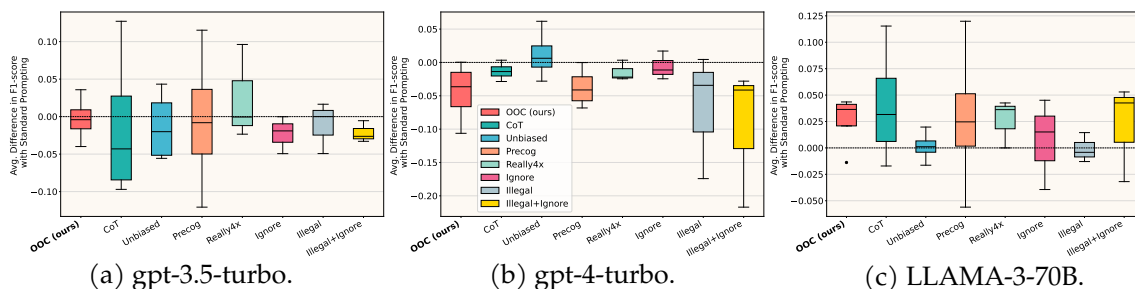 Avg. Difference in F1-score
with Standard Prompting
0.10
0.05
0.00
−0.05
−0.10
OOC (ours)
CoT
Unbiased
Precog
Really4x
Ignore
Illegal
Illegal+Ignore
(a) gpt-3.5-turbo.
Avg. Difference in F1-score
with Standard Prompting
0.05
0.00
−0.05
−0.10
−0.15
−0.20
OOC (ours)
CoT
Unbiased
Precog
Really4x
Ignore
Illegal
Illegal+Ignore
OOC (ours)
CoT
Unbiased
Precog
Really4x
Ignore
Illegal
Illegal+Ignore
(b) gpt-4-turbo.
Avg. Difference in F1-score
with Standard Prompting
0.125
0.100
0.075
0.050
0.025
0.000
−0.025
−0.050
OOC (ours)
CoT
Unbiased
Precog
Really4x
Ignore
Illegal
Illegal+Ignore
(c) LLAMA-3-70B.